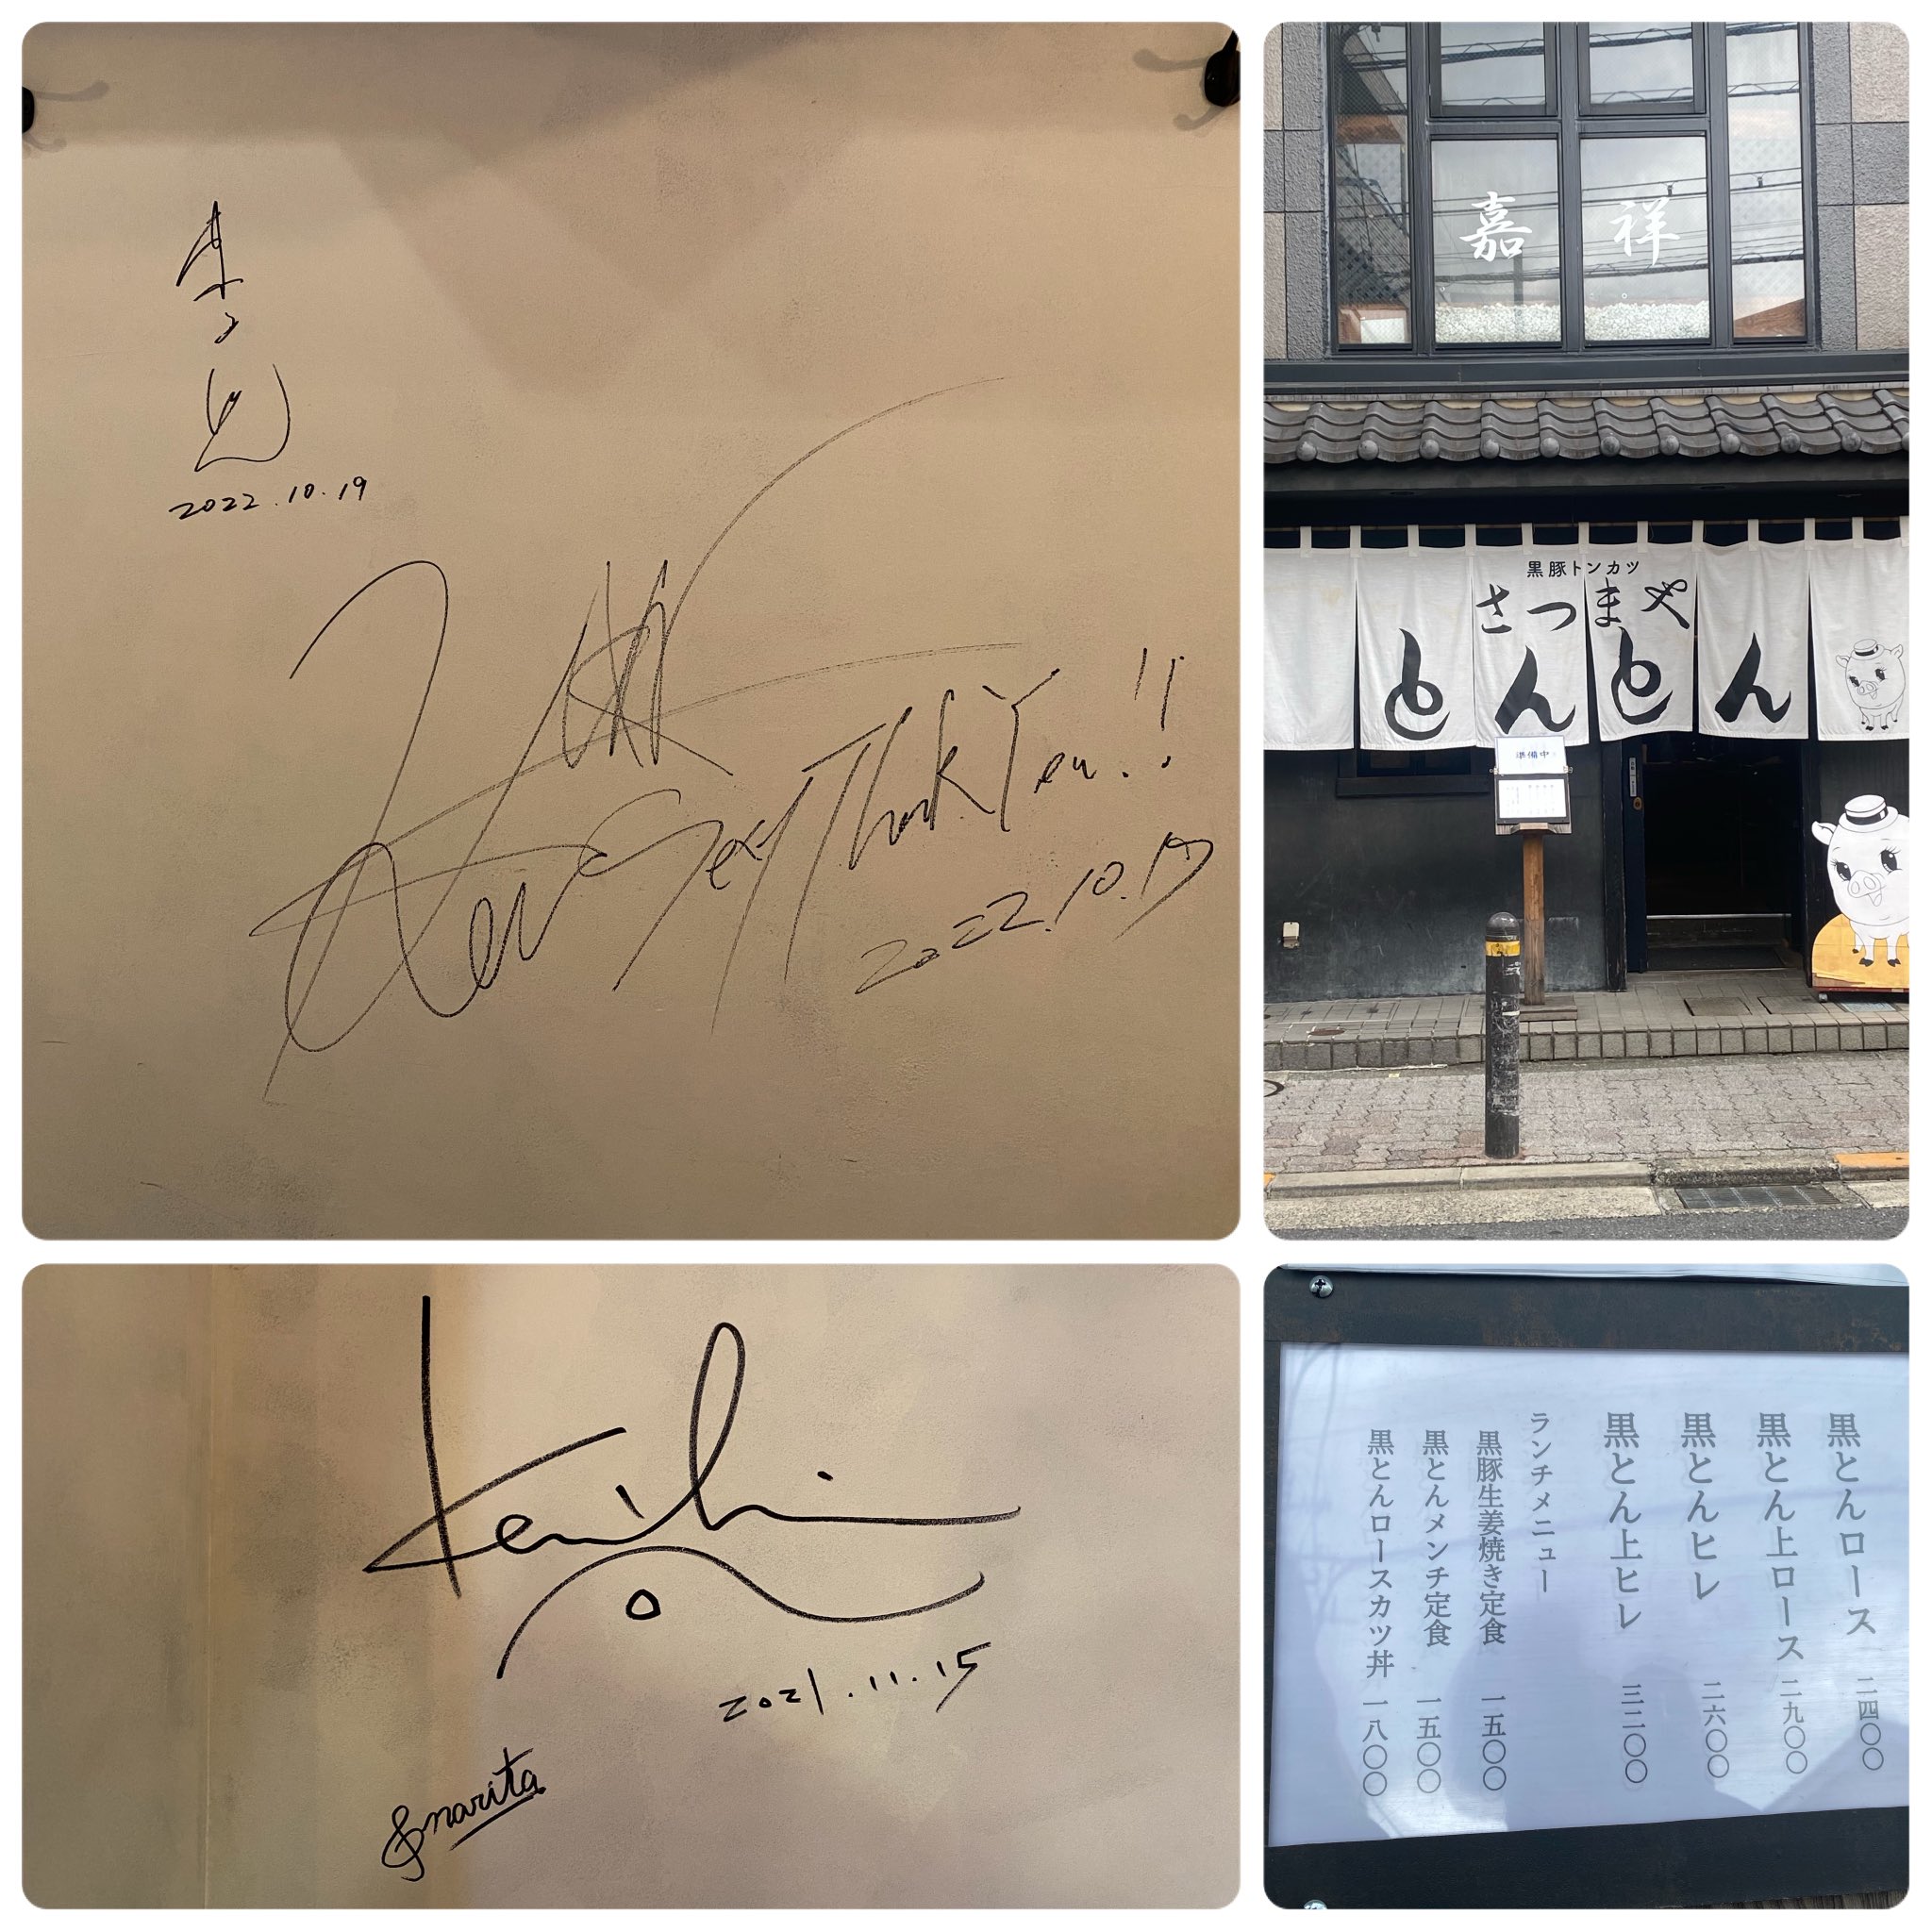 2022.10.19
Sexy Thank You!!
2022.10.19
嘉祥
黒豚トンカツ
さつまや
とんとん
準備中
Kenichi
2021.11.15
narita
黒とんロース 二四〇〇
黒とん上ロース 二九〇〇
黒とんヒレ 二六〇〇
黒とん上ヒレ 三二〇〇
ランチメニュー
黒豚生姜焼き定食 一五〇〇
黒とんメンチ定食 一五〇〇
黒とんロースカツ丼 一八〇〇